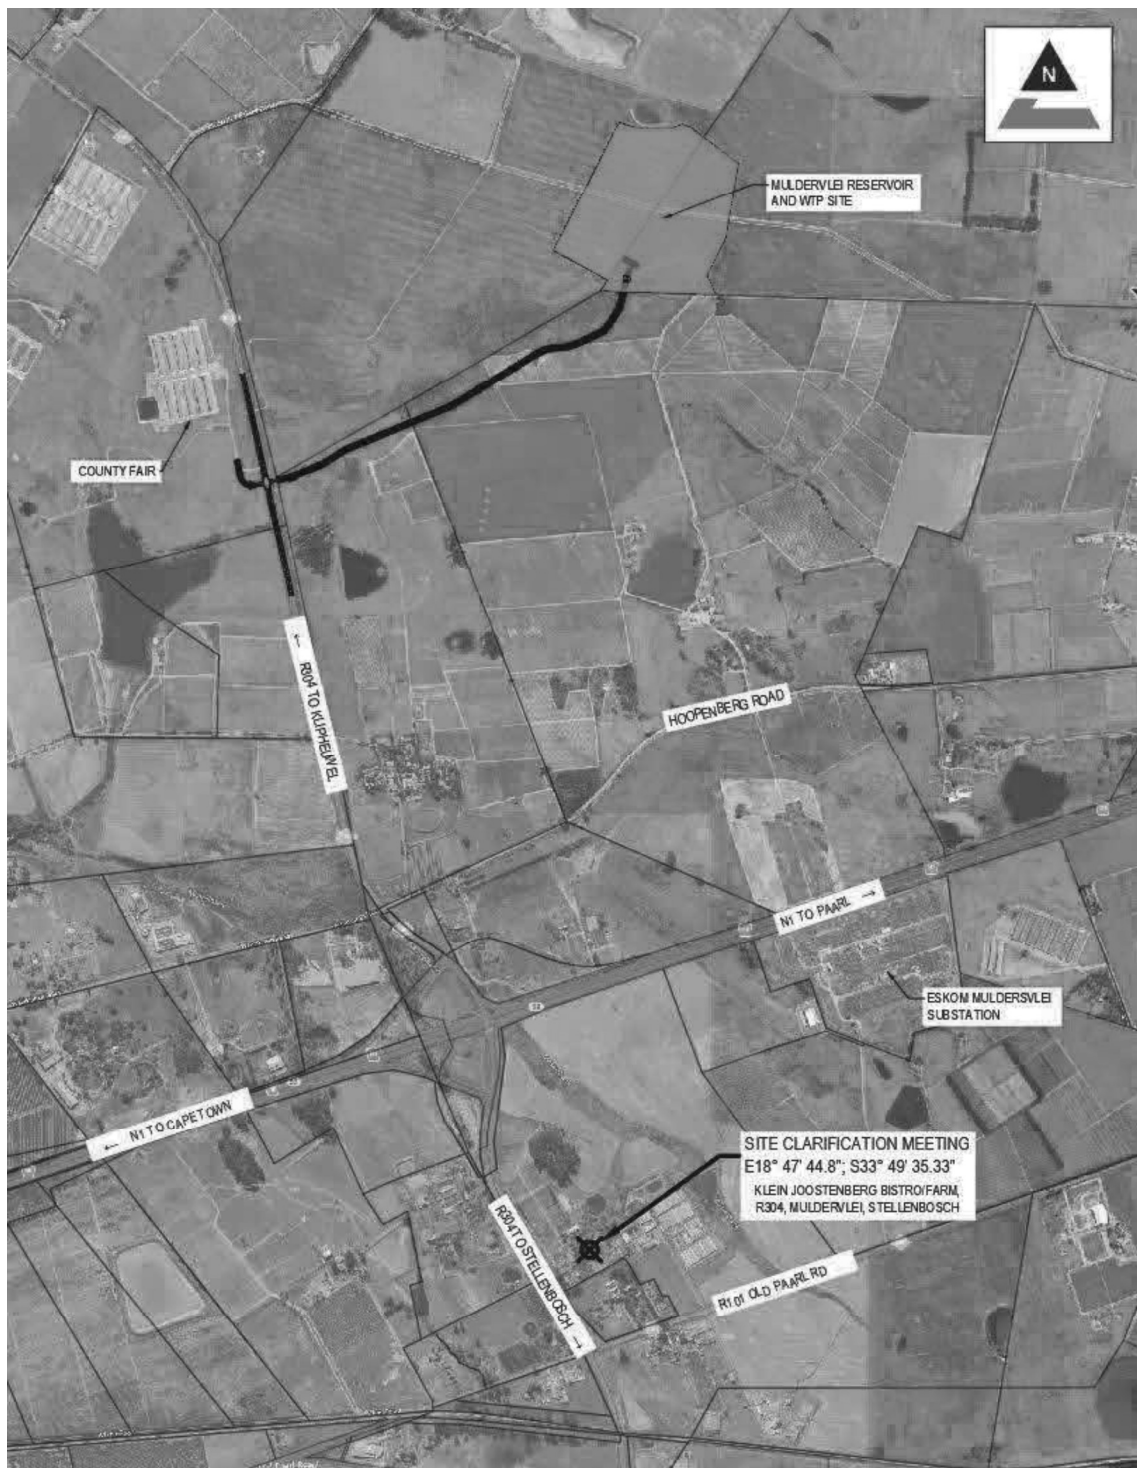 N
MULDERVLEI RESERVOIR
AND WTP SITE
COUNTY FAIR
R304 TO KLIPHEUWEL
HOOPENBERG ROAD
N1 TO PAARL
ESKOM MULDERSVLEI
SUBSTATION
N1 TO CAPE TOWN
SITE CLARIFICATION MEETING
E18° 47' 44.8"; S33° 49' 35.33"
KLEIN JOOSTENBERG BISTRO/FARM,
R304, MULDERVLEI, STELLENBOSCH
R304 TO STELLENBOSCH
R101 OLD PAARL RD